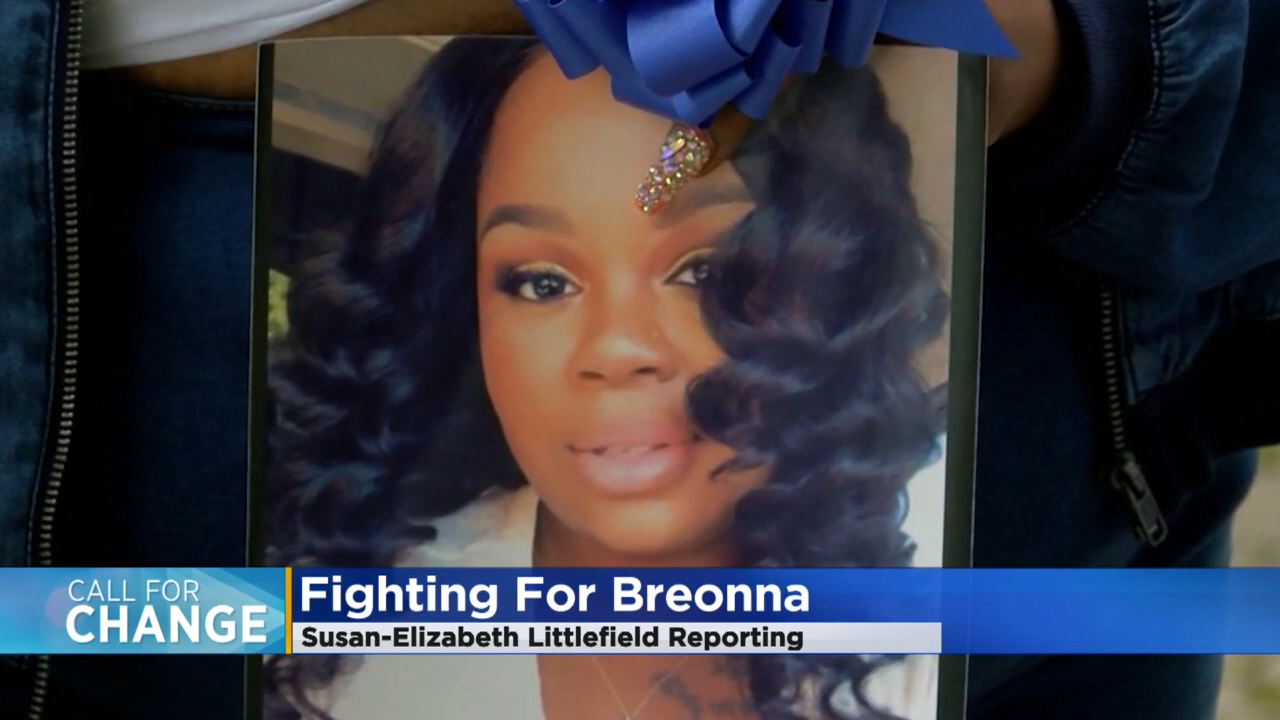 CALL FOR
CHANGE
Fighting For Breonna
Susan-Elizabeth Littlefield Reporting